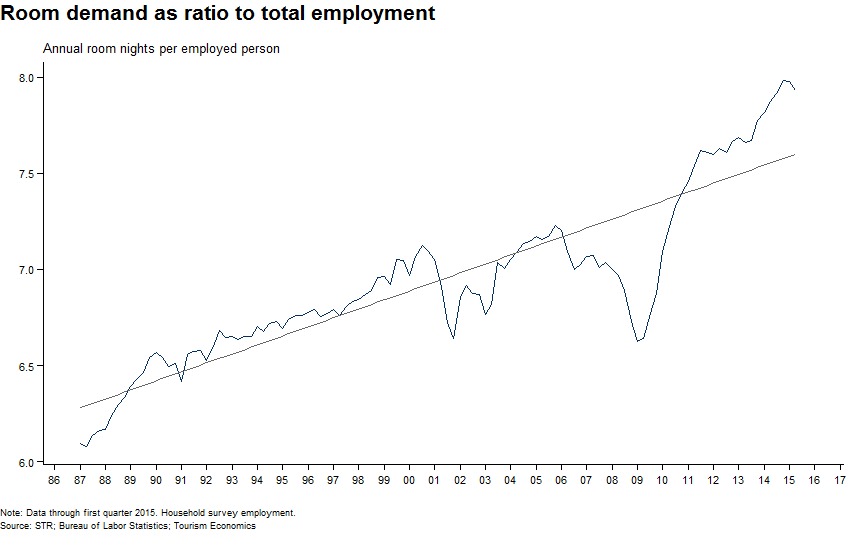 Room demand as ratio to total employment
Annual room nights per employed person
8.0
7.5
7.0
6.5
6.0
86 87 88 89 90 91 92 93 94 95 96 97 98 99 00 01 02 03 04 05 06 07 08 09 10 11 12 13 14 15 16 17
Note: Data through first quarter 2015. Household survey employment.
Source: STR; Bureau of Labor Statistics; Tourism Economics